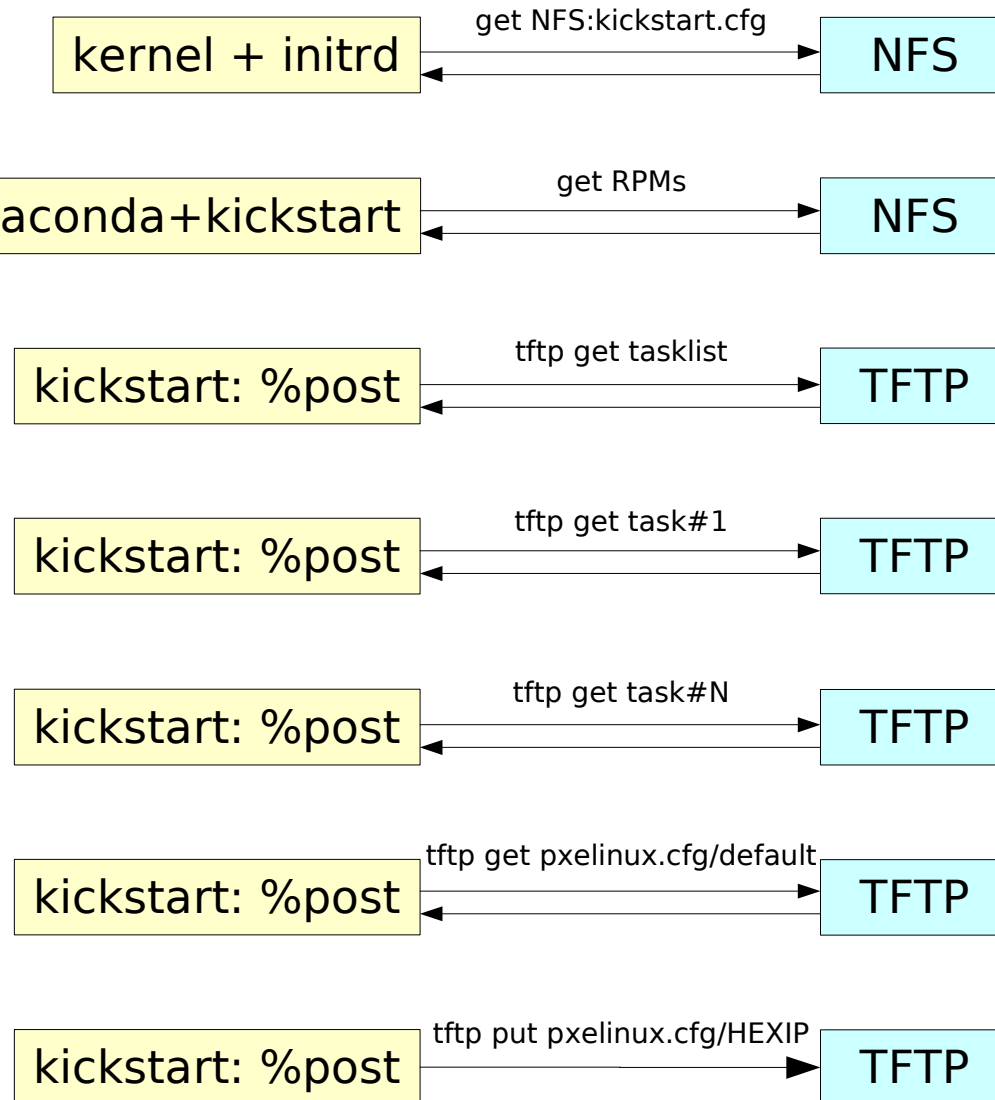 get NFS:kickstart.cfg
kernel + initrd NFS
get RPMs
aconda+kickstart NFS
tftp get tasklist
kickstart: %post TFTP
tftp get task#1
kickstart: %post TFTP
tftp get task#N
kickstart: %post TFTP
tftp get pxelinux.cfg/default
kickstart: %post TFTP
tftp put pxelinux.cfg/HEXIP
kickstart: %post TFTP